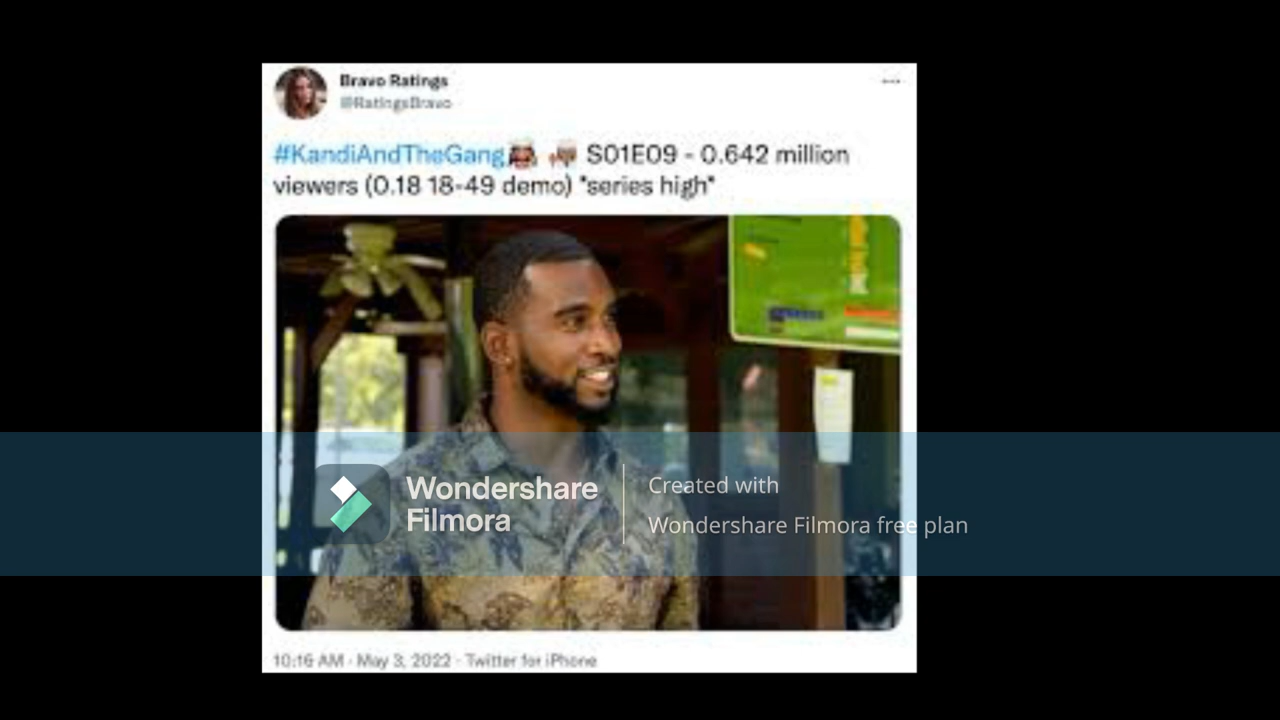 Bravo Ratings
@RatingsBravo
#KandiAndTheGang S01E09 - 0.642 million
viewers (0.18 18-49 demo) "series high"
Wondershare
Filmora
Created with
Wondershare Filmora free plan
10:16 AM · May 3, 2022 · Twitter for iPhone